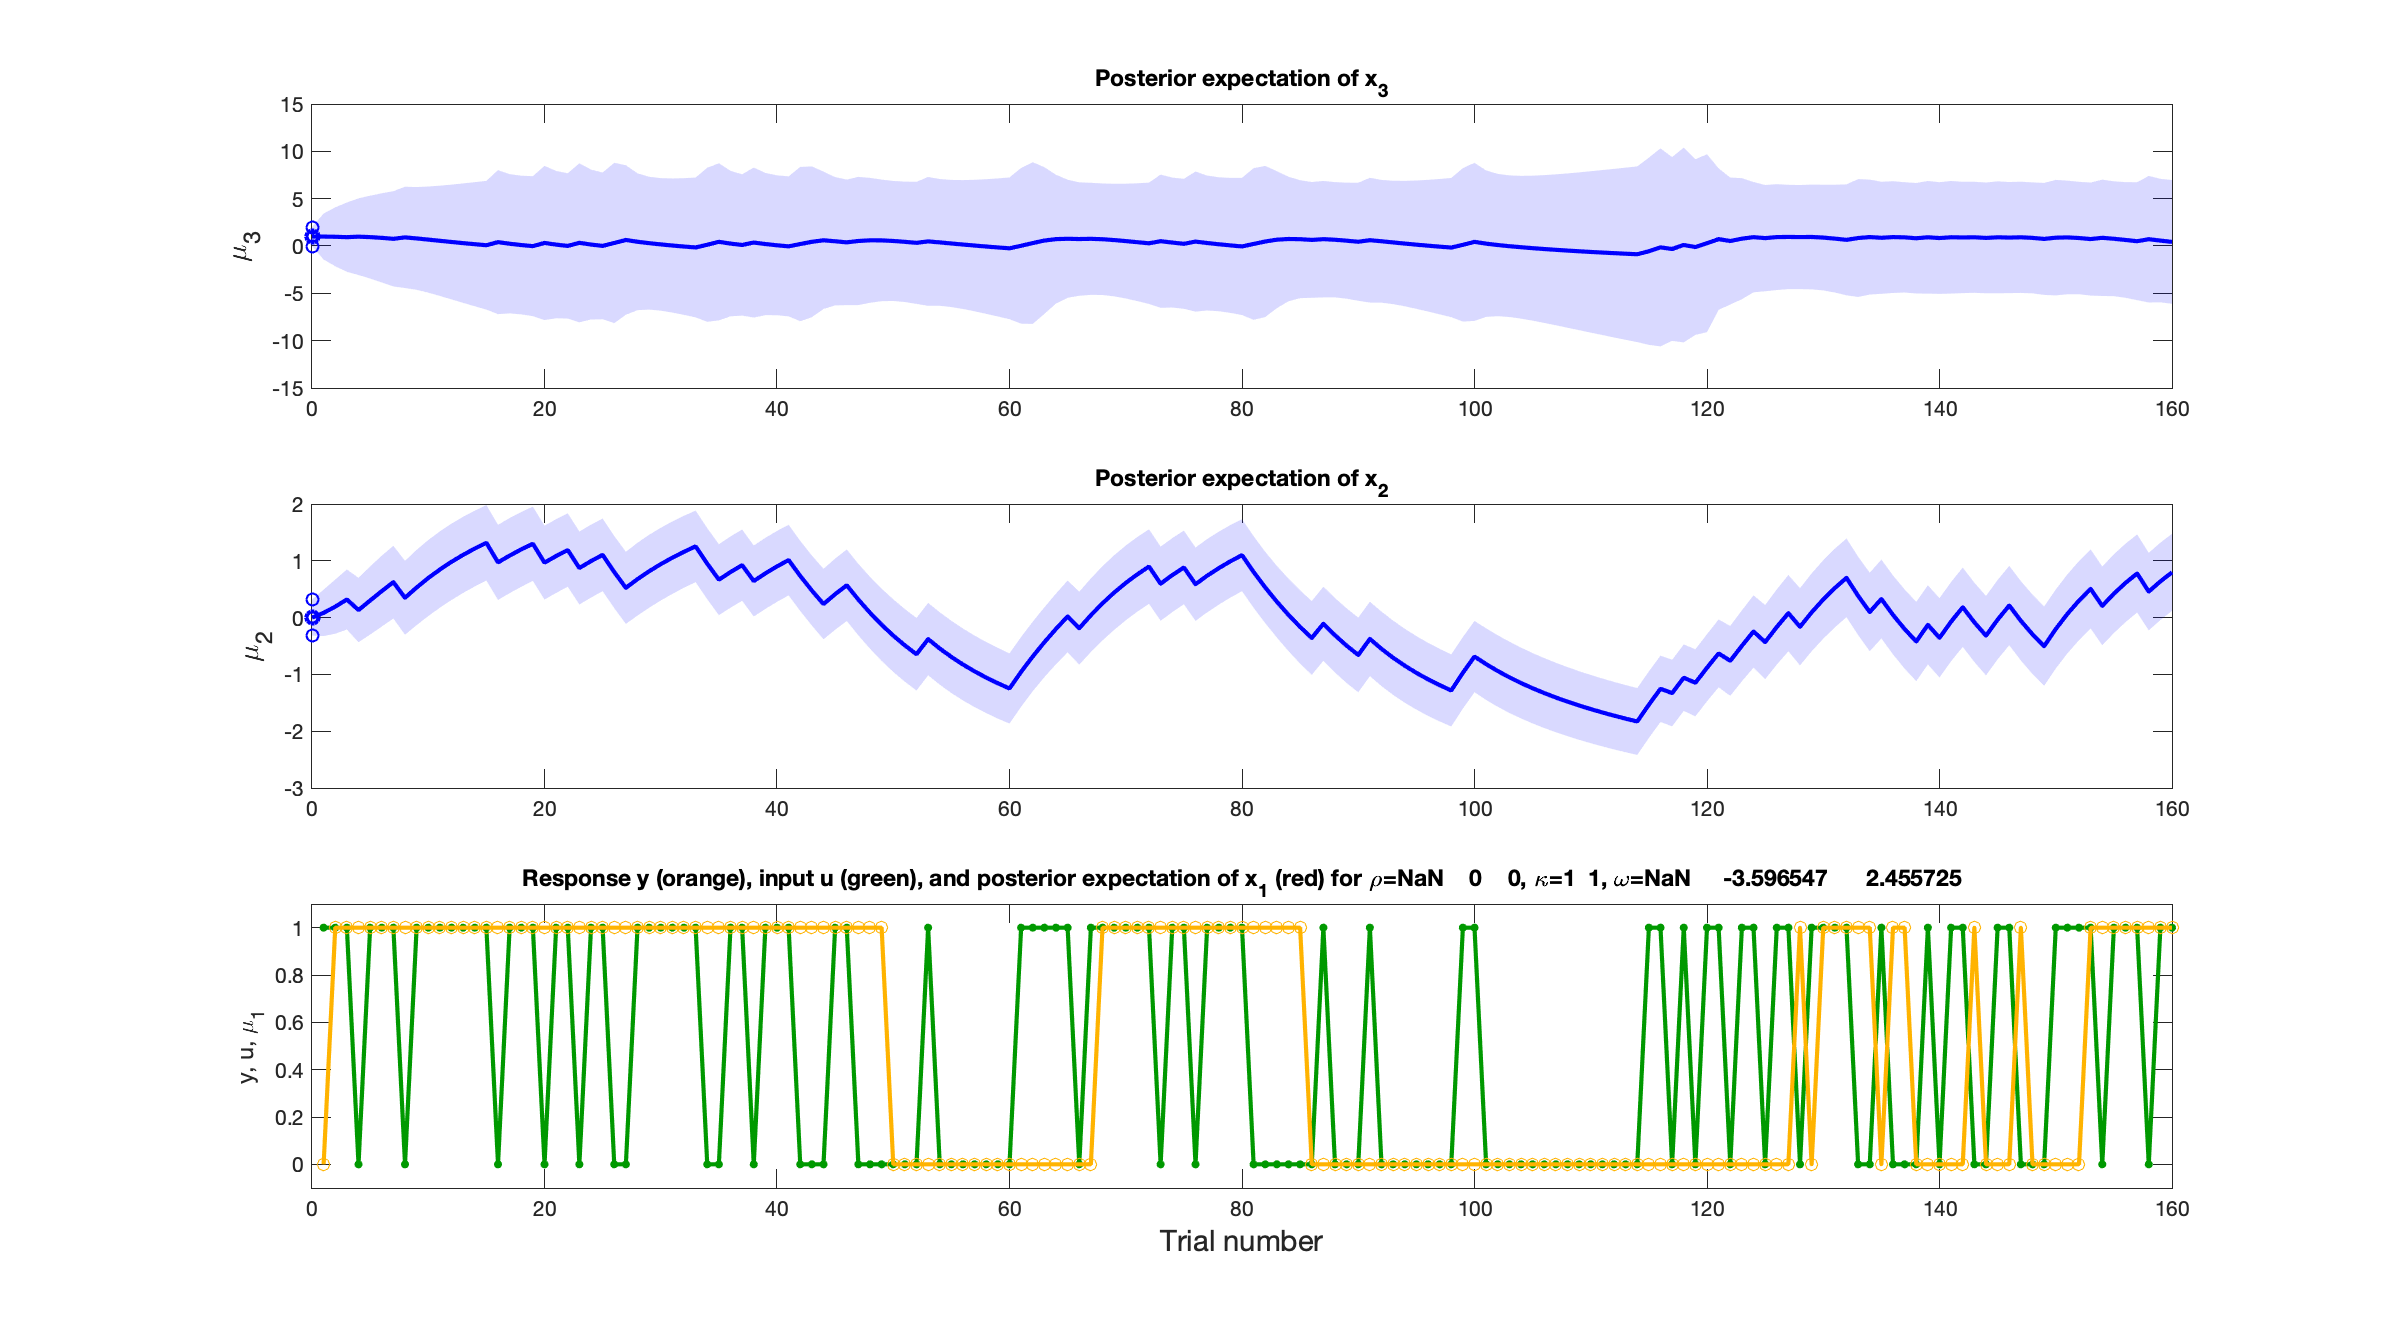 Posterior expectation of x3
15
10
5
0
-5
-10
-15
μ3
0 20 40 60 80 100 120 140 160
Posterior expectation of x2
2
1
0
-1
-2
-3
μ2
0 20 40 60 80 100 120 140 160
Response y (orange), input u (green), and posterior expectation of x1 (red) for ρ=NaN 0 0, κ=1 1, ω=NaN -3.596547 2.455725
1
0.8
0.6
0.4
0.2
0
y, u, μ1
0 20 40 60 80 100 120 140 160
Trial number